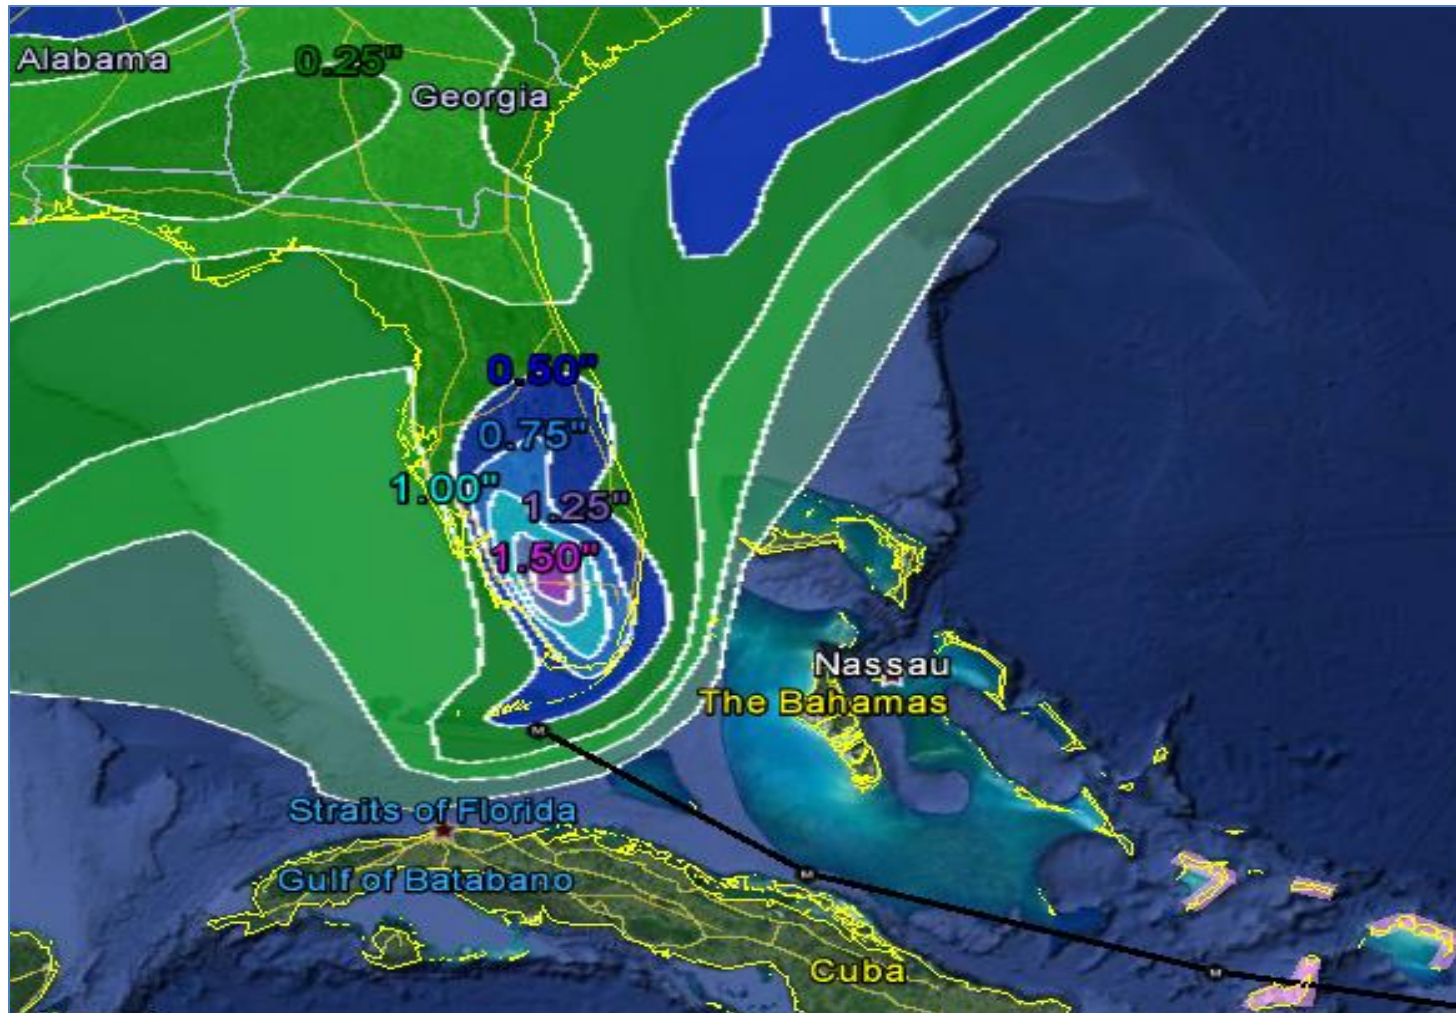 Alabama
0.25"
Georgia
0.50"
0.75"
1.00"
1.25"
1.50"
Nassau
The Bahamas
Straits of Florida
Gulf of Batabano
Cuba
M
M
M